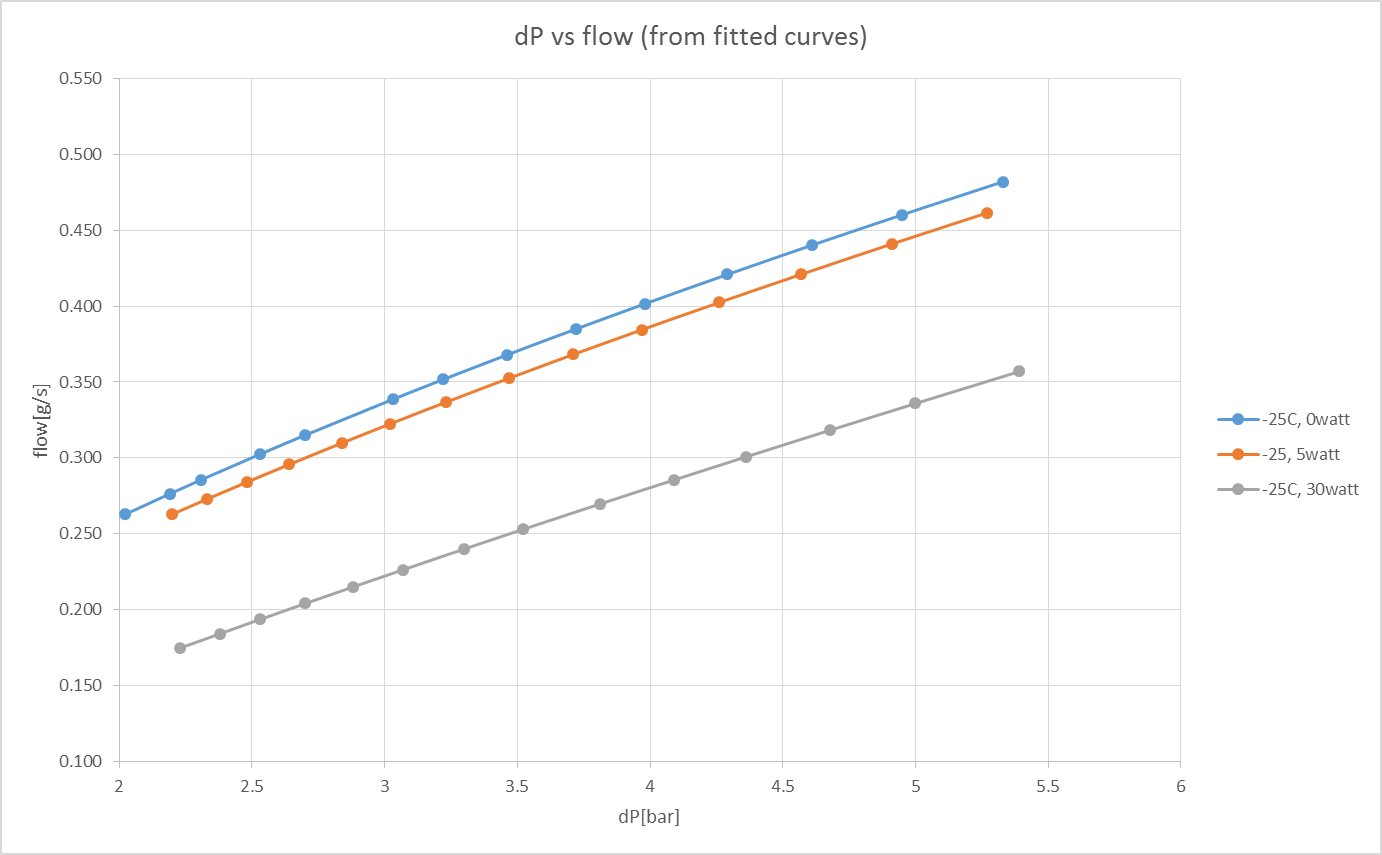 dP vs flow (from fitted curves)
0.550
0.500
0.450
0.400
0.350
0.300
0.250
0.200
0.150
0.100
flow[g/s]
2 2.5 3 3.5 4 4.5 5 5.5 6
dP[bar]
-25C, 0watt
-25, 5watt
-25C, 30watt